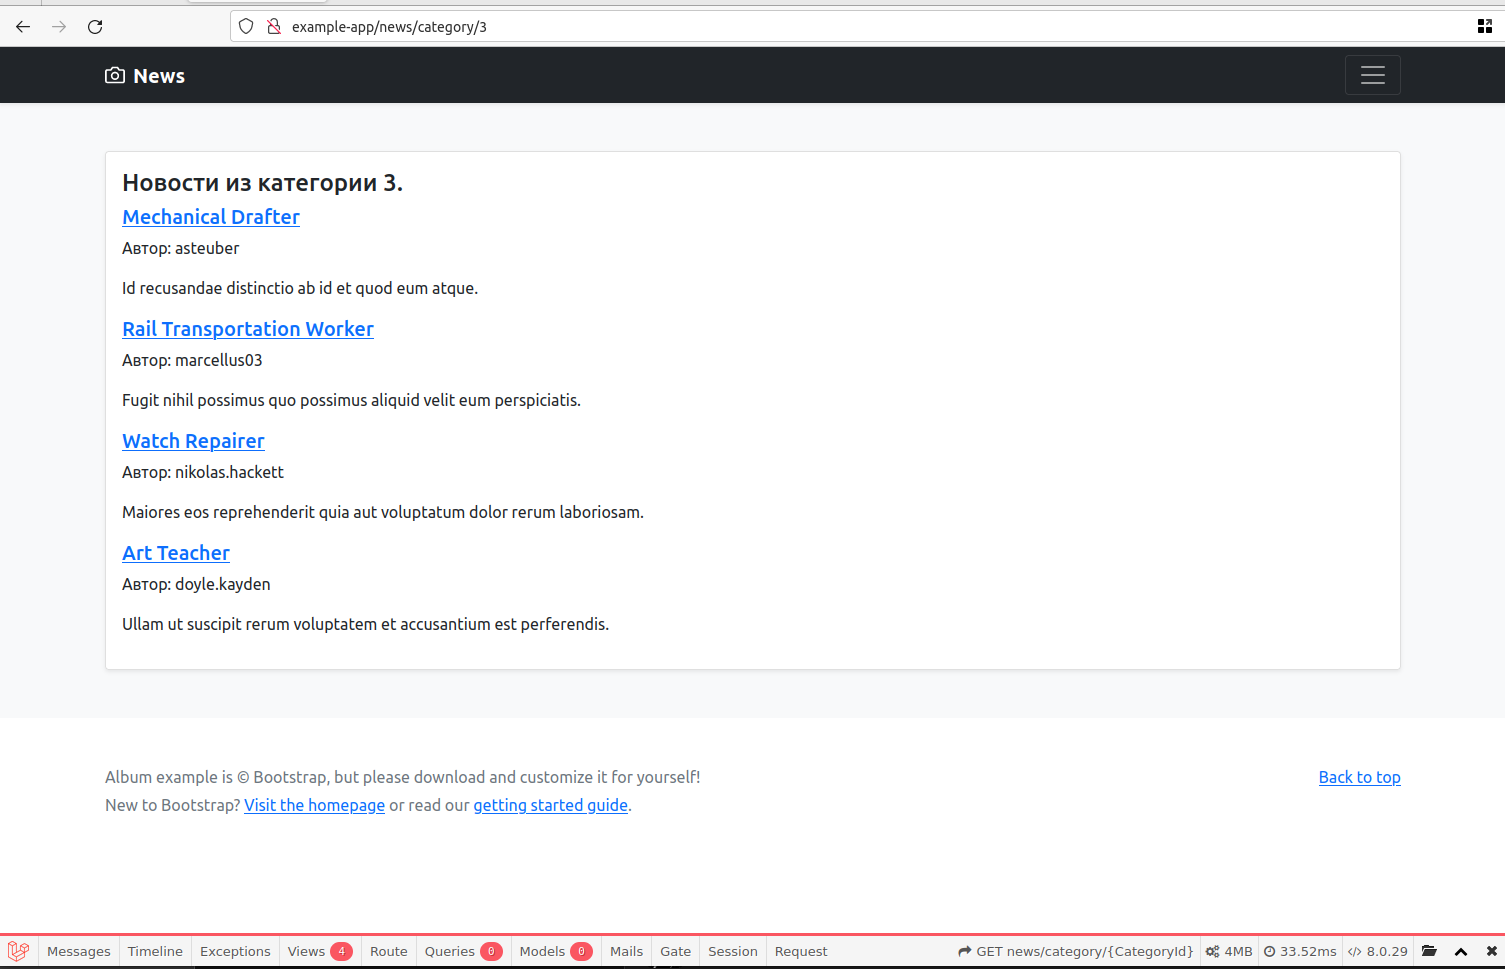 example-app/news/category/3
News
Новости из категории 3.
Mechanical Drafter
Автор: asteuber
Id recusandae distinctio ab id et quod eum atque.
Rail Transportation Worker
Автор: marcellus03
Fugit nihil possimus quo possimus aliquid velit eum perspiciatis.
Watch Repairer
Автор: nikolas.hackett
Maiores eos reprehenderit quia aut voluptatum dolor rerum laboriosam.
Art Teacher
Автор: doyle.kayden
Ullam ut suscipit rerum voluptatem et accusantium est perferendis.
Album example is © Bootstrap, but please download and customize it for yourself! Back to top
New to Bootstrap? Visit the homepage or read our getting started guide.
Messages Timeline Exceptions Views 4 Route Queries 0 Models 0 Mails Gate Session Request GET news/category/{CategoryId} 4MB 33.52ms 8.0.29